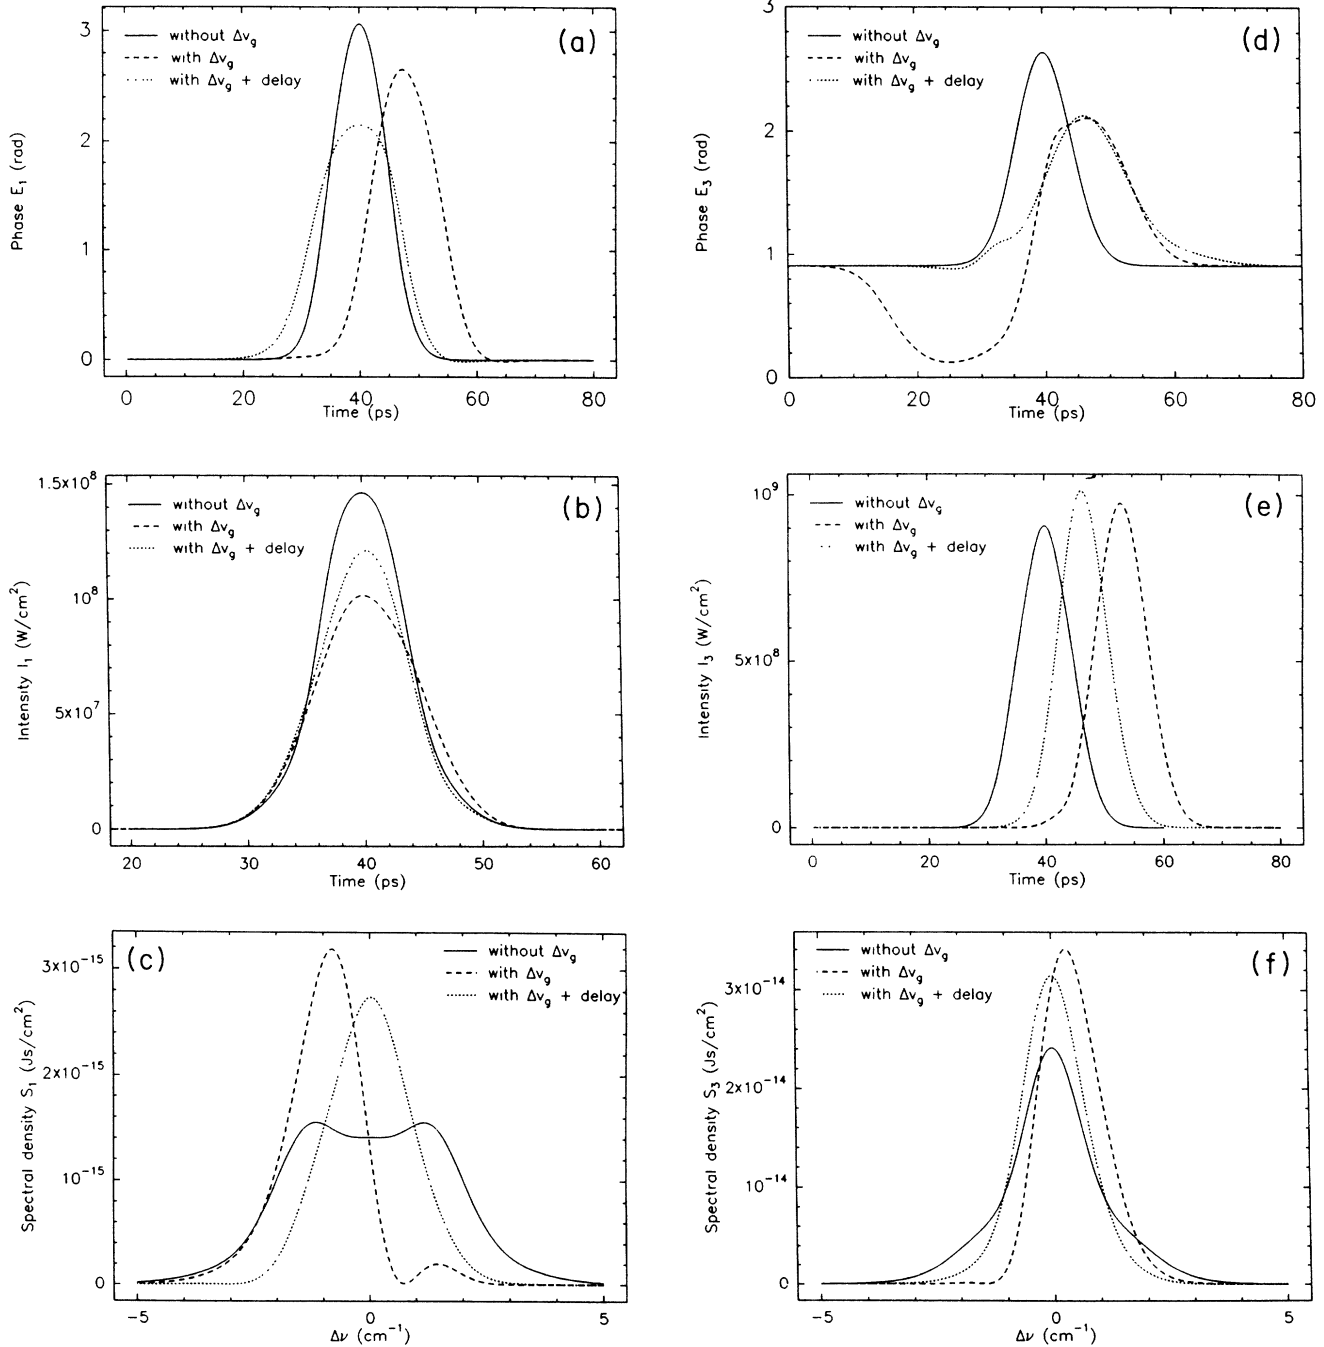 (a)
without Δv_g
with Δv_g
with Δv_g + delay
Phase E_1 (rad)
3
2
1
0
0 20 40 60 80
Time (ps)
(d)
without Δv_g
with Δv_g
with Δv_g + delay
Phase E_3 (rad)
3
2
1
0
0 20 40 60 80
Time (ps)
(b)
without Δv_g
with Δv_g
with Δv_g + delay
Intensity I_1 (W/cm^2)
1.5x10^8
10^8
5x10^7
0
20 30 40 50 60
Time (ps)
(e)
without Δv_g
with Δv_g
with Δv_g + delay
Intensity I_3 (W/cm^2)
10^9
5x10^8
0
0 20 40 60 80
Time (ps)
(c)
without Δv_g
with Δv_g
with Δv_g + delay
Spectral density S_1 (Js/cm^2)
3x10^-15
2x10^-15
10^-15
0
-5 0 5
Δν (cm^-1)
(f)
without Δv_g
with Δv_g
with Δv_g + delay
Spectral density S_3 (Js/cm^2)
3x10^-14
2x10^-14
10^-14
0
-5 0 5
Δν (cm^-1)